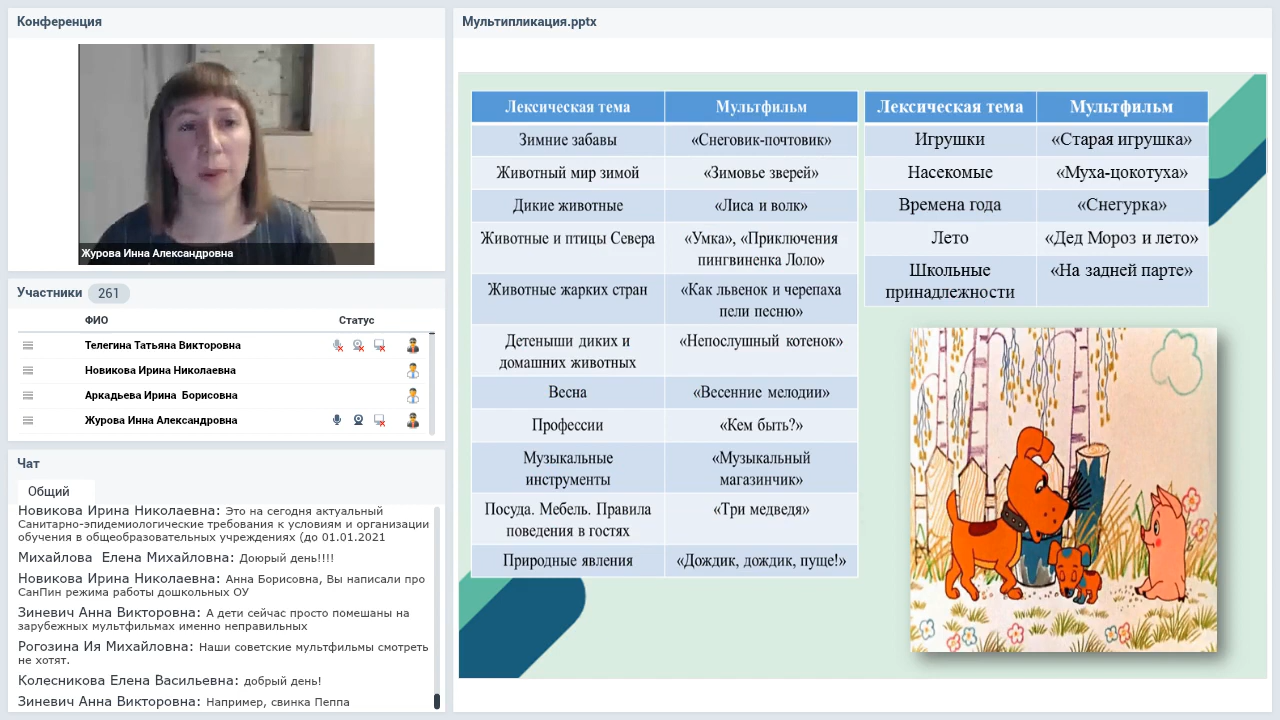 Конференция
Журова Инна Александровна
Участники 261
ФИО Статус
Телегина Татьяна Викторовна
Новикова Ирина Николаевна
Аркадьева Ирина Борисовна
Журова Инна Александровна
Чат
Общий
Новикова Ирина Николаевна: Это на сегодня актуальный
Санитарно-эпидемиологические требования к условиям и организации
обучения в общеобразовательных учреждениях (до 01.01.2021
Михайлова Елена Михайловна: Доюрый день!!!!
Новикова Ирина Николаевна: Анна Борисовна, Вы написали про
СанПин режима работы дошкольных ОУ
Зиневич Анна Викторовна: А дети сейчас просто помешаны на
зарубежных мультфильмах именно неправильных
Рогозина Ия Михайловна: Наши советские мультфильмы смотреть
не хотят.
Колесникова Елена Васильевна: добрый день!
Зиневич Анна Викторовна: Например, свинка Пеппа
Мультипликация.pptx
Лексическая тема Мультфильм
Зимние забавы «Снеговик-почтовик»
Животный мир зимой «Зимовье зверей»
Дикие животные «Лиса и волк»
Животные и птицы Севера «Умка», «Приключения
пингвиненка Лоло»
Животные жарких стран «Как львенок и черепаха
пели песню»
Детеныши диких и «Непослушный котенок»
домашних животных
Весна «Весенние мелодии»
Профессии «Кем быть?»
Музыкальные «Музыкальный
инструменты магазинчик»
Посуда. Мебель. Правила «Три медведя»
поведения в гостях
Природные явления «Дождик, дождик, пуще!»
Лексическая тема Мультфильм
Игрушки «Старая игрушка»
Насекомые «Муха-цокотуха»
Времена года «Снегурка»
Лето «Дед Мороз и лето»
Школьные «На задней парте»
принадлежности